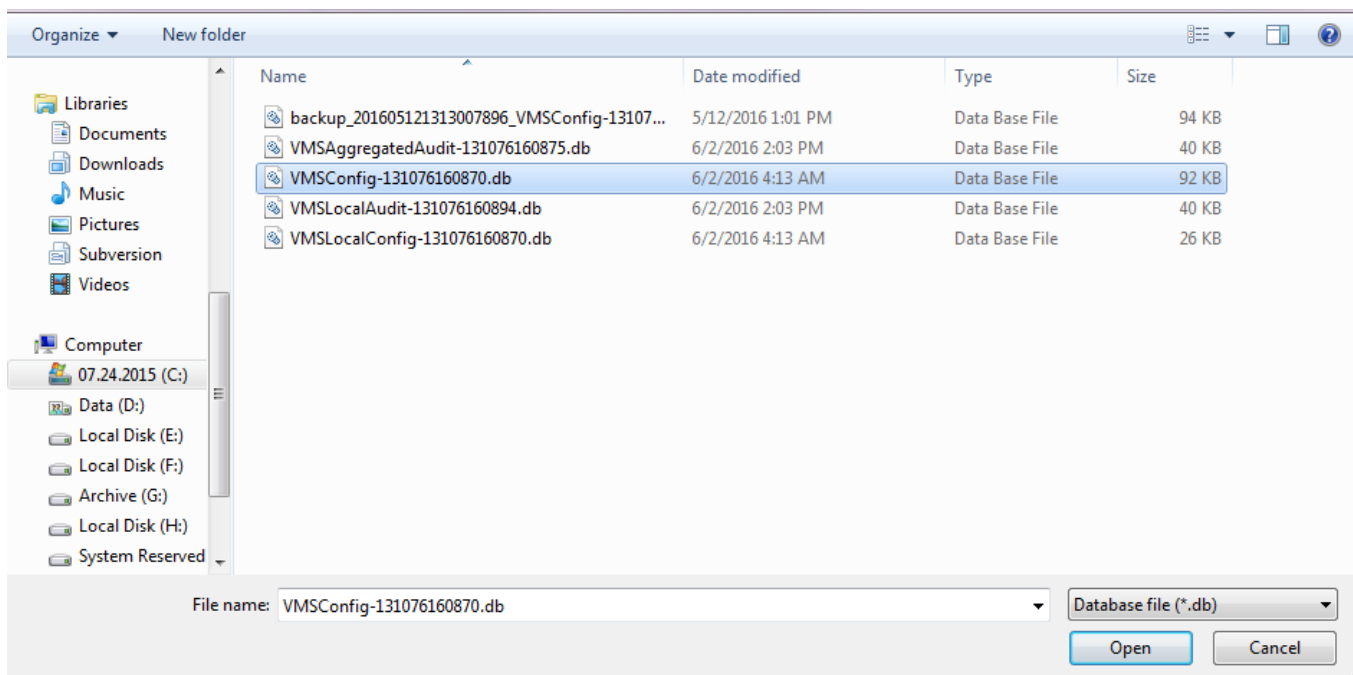 Organize New folder
Name Date modified Type Size
Libraries
Documents
Downloads
Music
Pictures
Subversion
Videos
Computer
07.24.2015 (C:)
Data (D:)
Local Disk (E:)
Local Disk (F:)
Archive (G:)
Local Disk (H:)
System Reserved
backup_201605121313007896_VMSConfig-13107... 5/12/2016 1:01 PM Data Base File 94 KB
VMSAggregatedAudit-131076160875.db 6/2/2016 2:03 PM Data Base File 40 KB
VMSConfig-131076160870.db 6/2/2016 4:13 AM Data Base File 92 KB
VMSLocalAudit-131076160894.db 6/2/2016 2:03 PM Data Base File 40 KB
VMSLocalConfig-131076160870.db 6/2/2016 4:13 AM Data Base File 26 KB
File name: VMSConfig-131076160870.db Database file (*.db)
Open Cancel